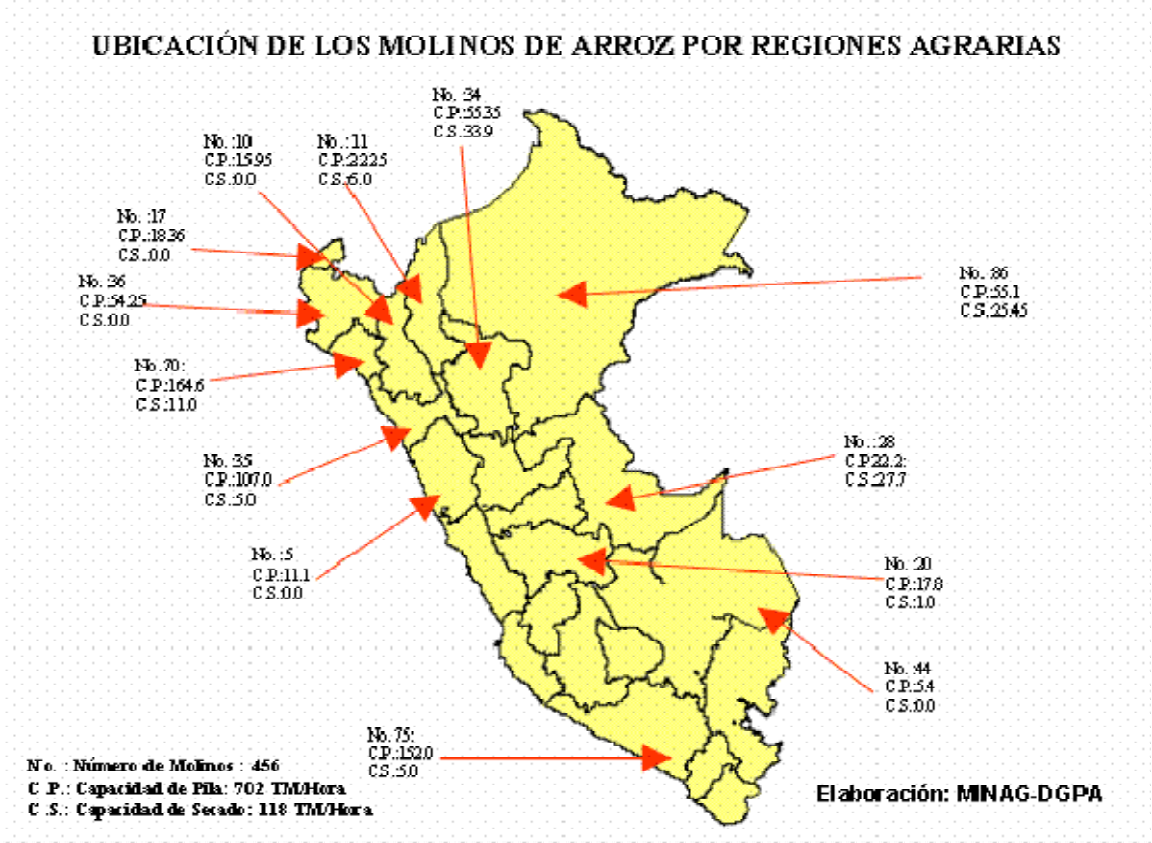 UBICACIÓN DE LOS MOLINOS DE ARROZ POR REGIONES AGRARIAS
No. :34
C.P.:55.35
C.S.:33.9
No. :10
C.P.:15.95
C.S.:0.0
No. :11
C.P.:22.25
C.S.:6.0
No. :17
C.P.:18.36
C.S.:0.0
No. :36
C.P.:54.25
C.S.:0.0
No. :86
C.P.:55.1
C.S.:25.45
No.70:
C.P.:164.6
C.S.:11.0
No. :28
C.P.22.2:
C.S.:27.7
No. :35
C.P.:107.0
C.S.:5.0
No. :5
C.P.:11.1
C.S.:0.0
No. :20
C.P.:17.8
C.S.:1.0
No. :44
C.P.:5.4
C.S.:0.0
No.75:
C.P.:152.0
C.S.:5.0
No. : Número de Molinos : 456
C.P.: Capacidad de Pila: 702 TM/Hora
C.S.: Capacidad de Secado: 118 TM/Hora
Elaboración: MINAG-DGPA